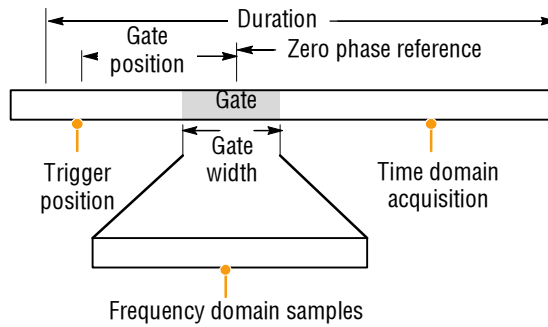 Duration
Gate
position
Zero phase reference
Gate
Gate
width
Trigger
position
Time domain
acquisition
Frequency domain samples